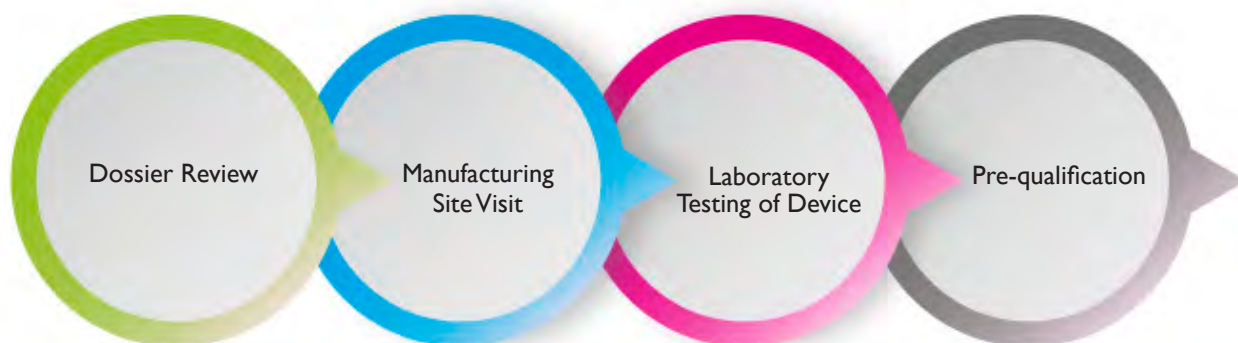 Dossier Review
Manufacturing
Site Visit
Laboratory
Testing of Device
Pre-qualification